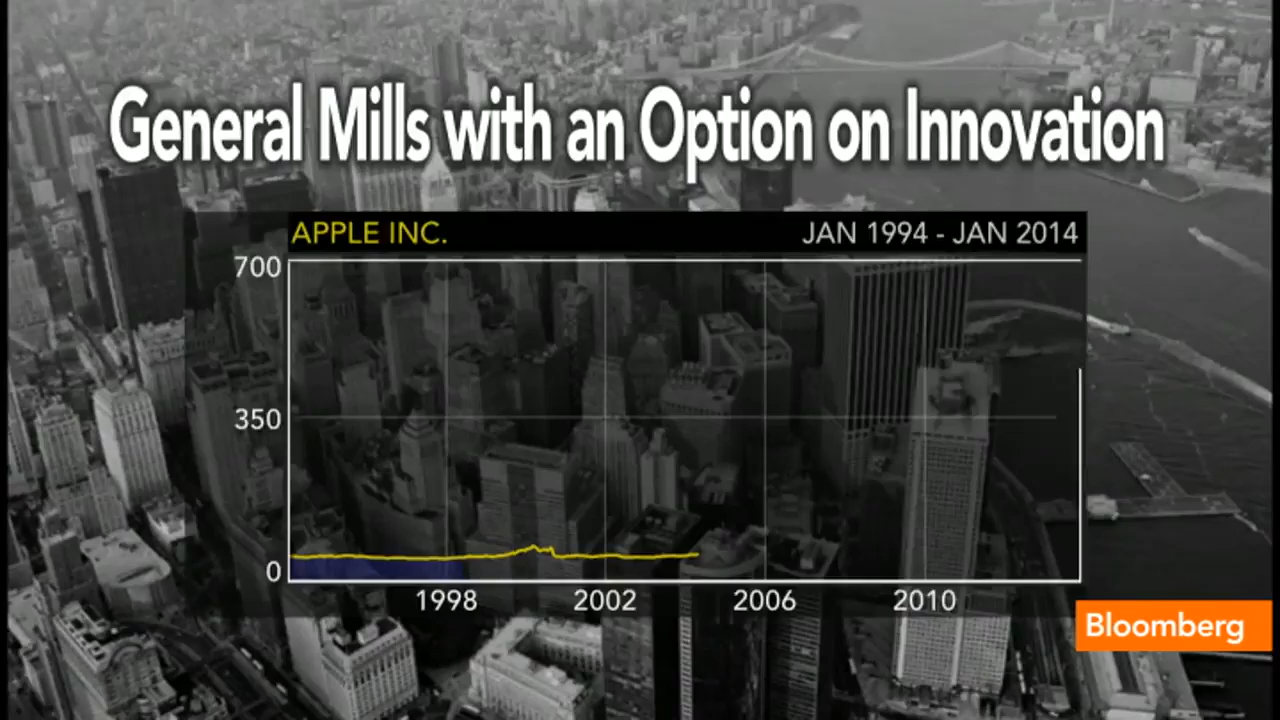 General Mills with an Option on Innovation
APPLE INC. JAN 1994 - JAN 2014
700
350
0
1998 2002 2006 2010
Bloomberg